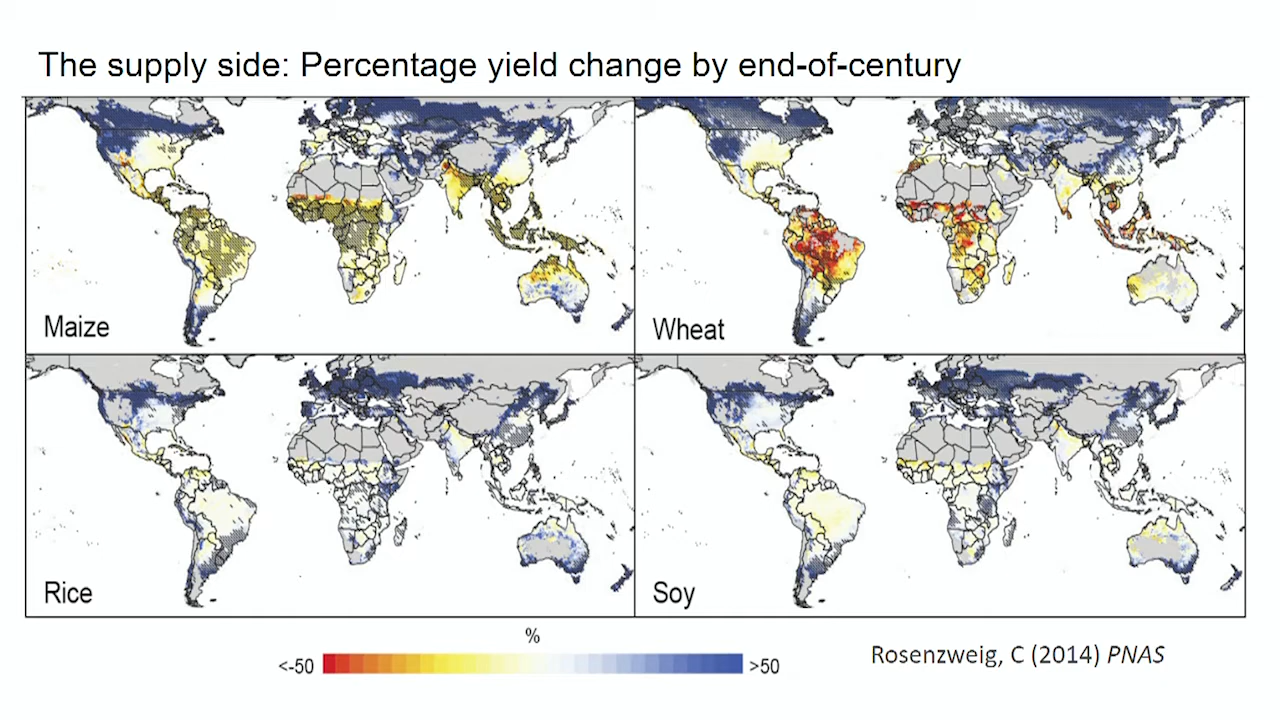 The supply side: Percentage yield change by end-of-century
Maize
Wheat
Rice
Soy
%
<-50
>50
Rosenzweig, C (2014) PNAS